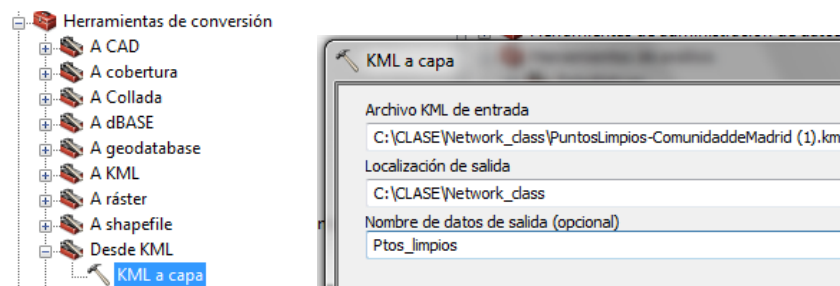 Herramientas de conversión
A CAD
A cobertura
A Collada
A dBASE
A geodatabase
A KML
A ráster
A shapefile
Desde KML
KML a capa
KML a capa
Archivo KML de entrada
C:\CLASE\Network_class\PuntosLimpios-ComunidaddeMadrid (1).km
Localización de salida
C:\CLASE\Network_class
Nombre de datos de salida (opcional)
Ptos_limpios